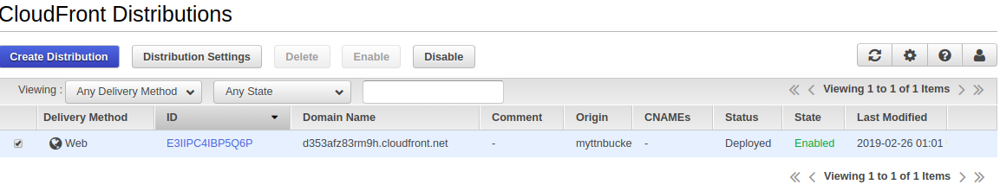 CloudFront Distributions
Create Distribution Distribution Settings Delete Enable Disable
Viewing : Any Delivery Method Any State Viewing 1 to 1 of 1 Items
Delivery Method ID Domain Name Comment Origin CNAMEs Status State Last Modified
Web E3IIPC4IBP5Q6P d353afz83rm9h.cloudfront.net - myttnbucke - Deployed Enabled 2019-02-26 01:01
Viewing 1 to 1 of 1 Items